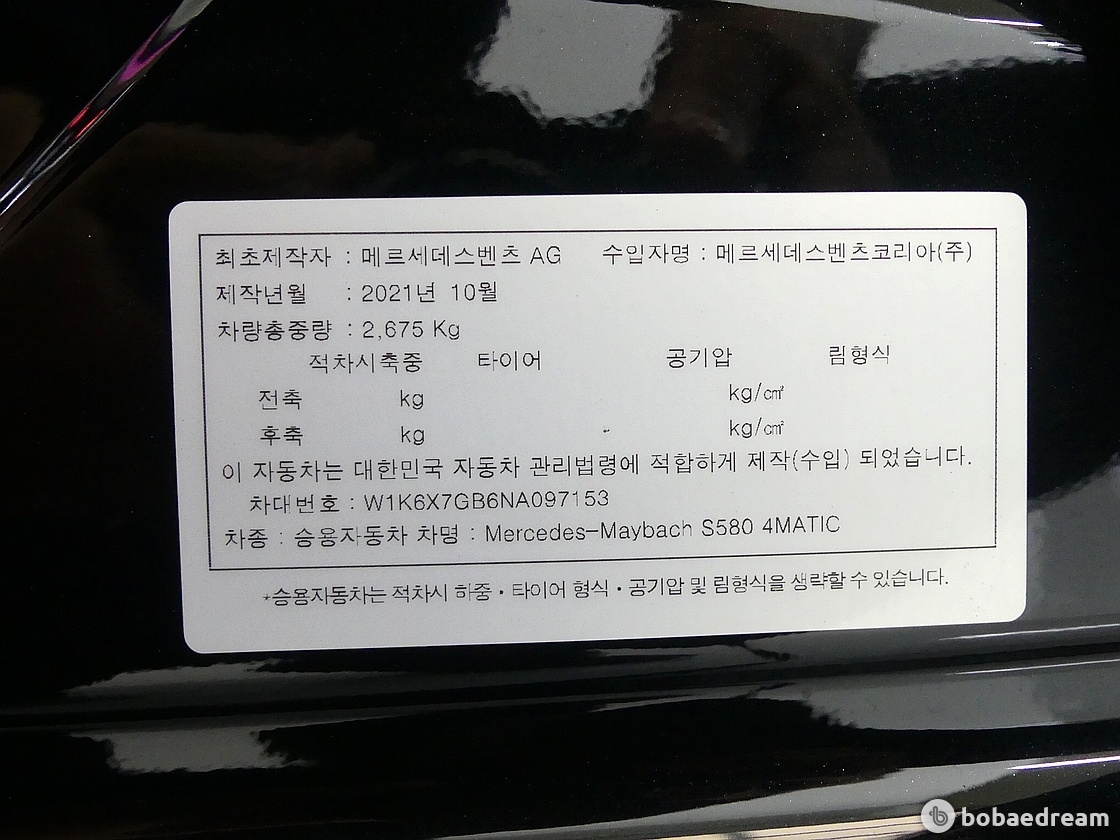 최초제작자 : 메르세데스벤츠 AG 수입자명 : 메르세데스벤츠코리아(주)
제작년월 : 2021년 10월
차량총중량 : 2,675 Kg
적차시축중 타이어 공기압 림형식
전축 kg kg/㎠
후축 kg kg/㎠
이 자동차는 대한민국 자동차 관리법령에 적합하게 제작(수입) 되었습니다.
차대번호 : W1K6X7GB6NA097153
차종 : 승용자동차 차명 : Mercedes-Maybach S580 4MATIC
*승용자동차는 적차시 하중·타이어 형식·공기압 및 림형식을 생략할 수 있습니다.
bobaedream